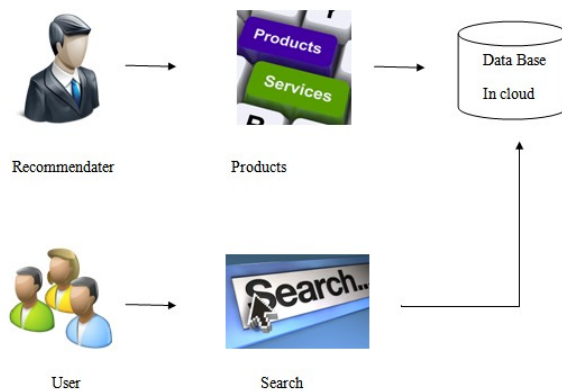 Products
Services
Data Base
In cloud
Recommendater
Products
Search...
User
Search